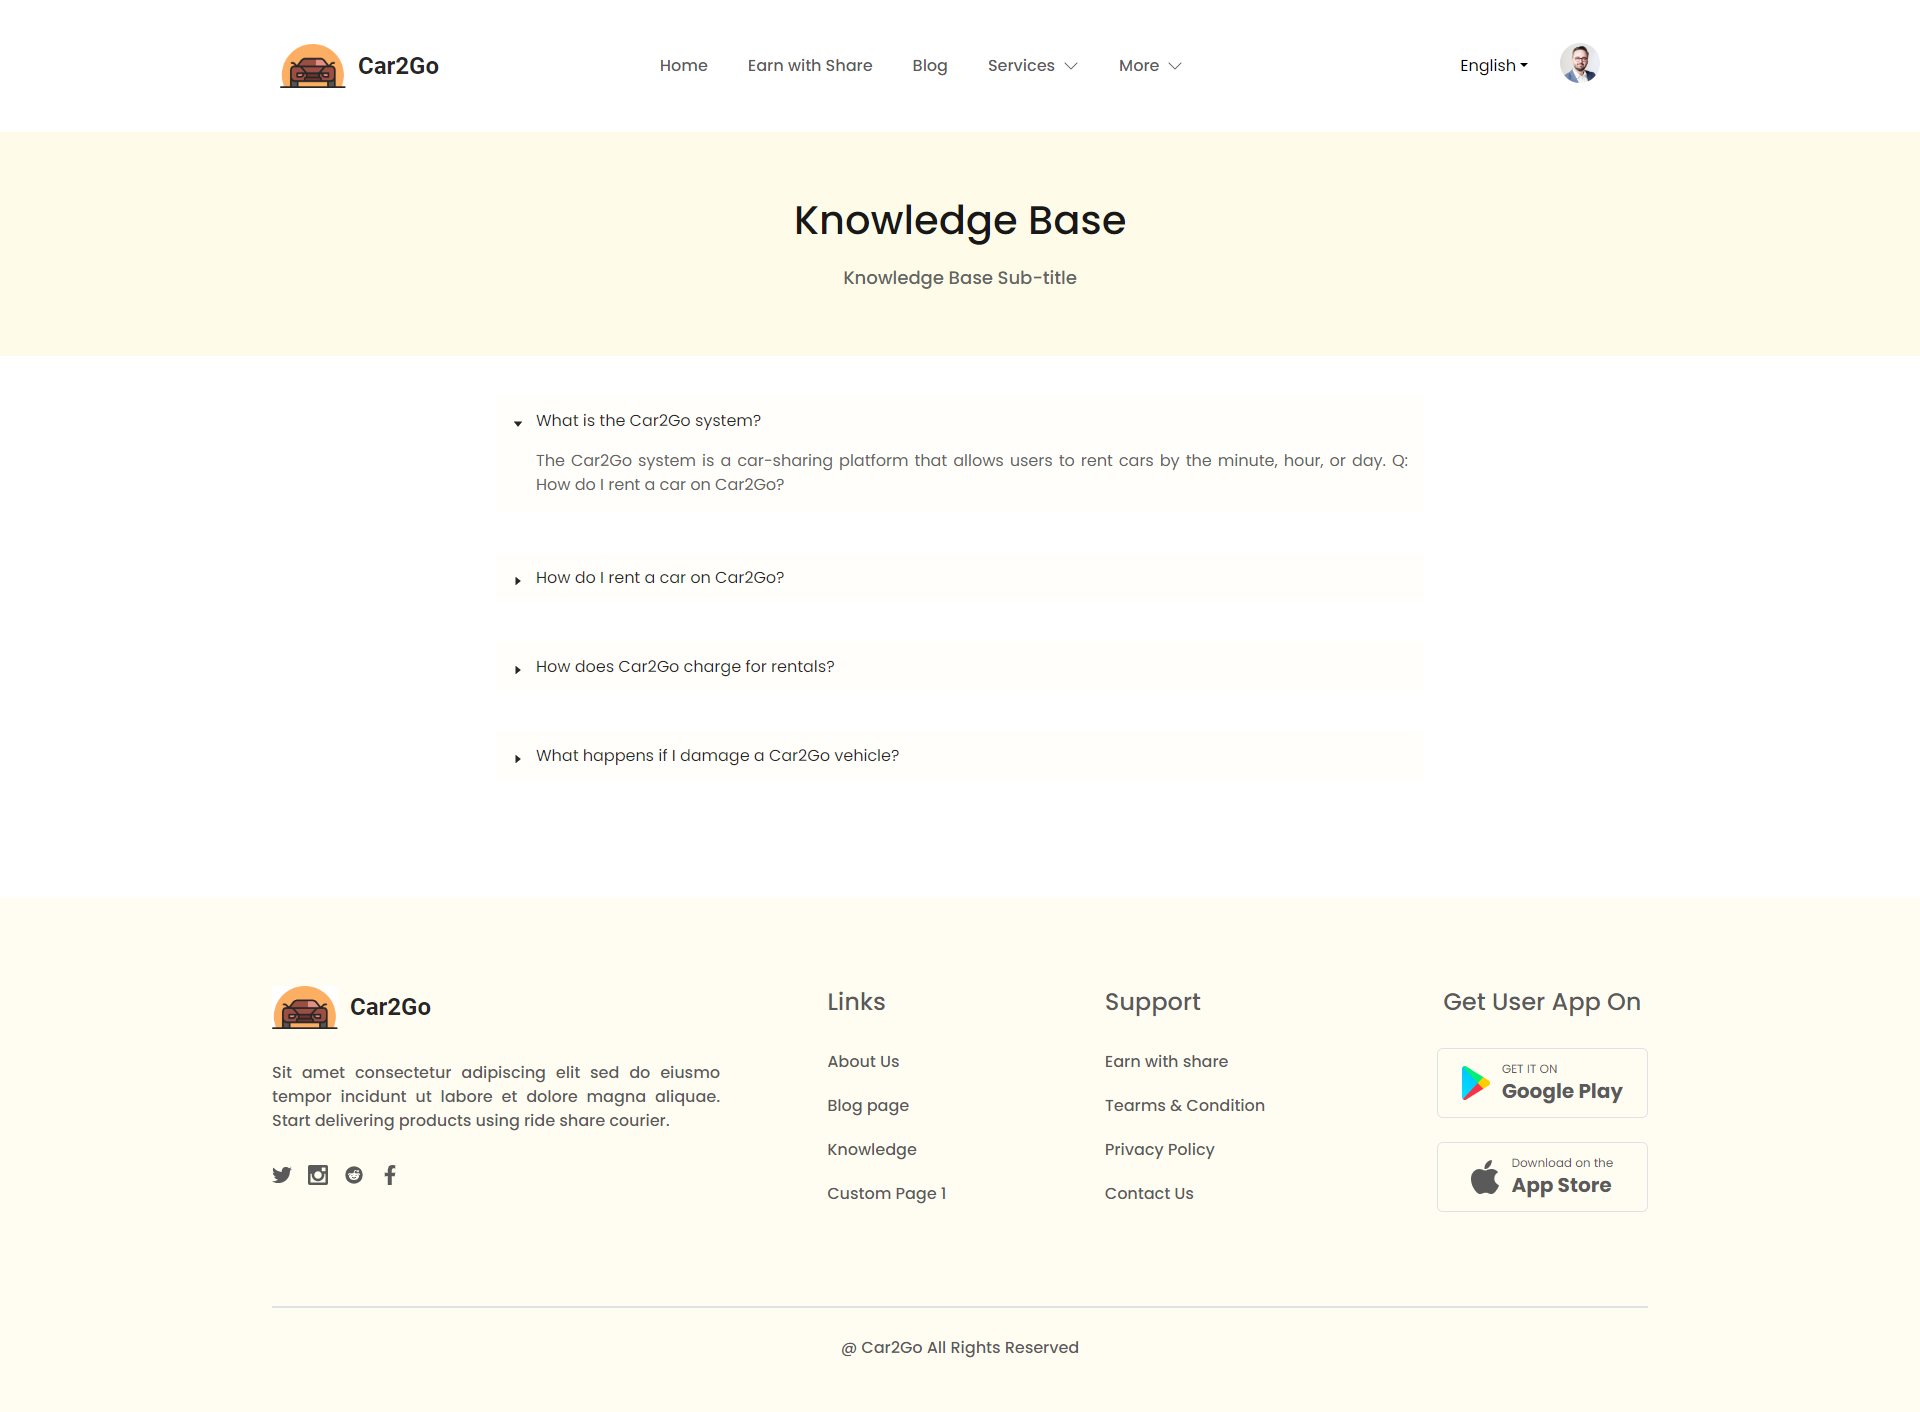 Car2Go
Home
Earn with Share
Blog
Services
More
English
Knowledge Base
Knowledge Base Sub-title
What is the Car2Go system?
The Car2Go system is a car-sharing platform that allows users to rent cars by the minute, hour, or day. Q:
How do I rent a car on Car2Go?
How do I rent a car on Car2Go?
How does Car2Go charge for rentals?
What happens if I damage a Car2Go vehicle?
Car2Go
Sit amet consectetur adipiscing elit sed do eiusmo
tempor incidunt ut labore et dolore magna aliquae.
Start delivering products using ride share courier.
Links
About Us
Blog page
Knowledge
Custom Page 1
Support
Earn with share
Tearms & Condition
Privacy Policy
Contact Us
Get User App On
GET IT ON
Google Play
Download on the
App Store
@ Car2Go All Rights Reserved